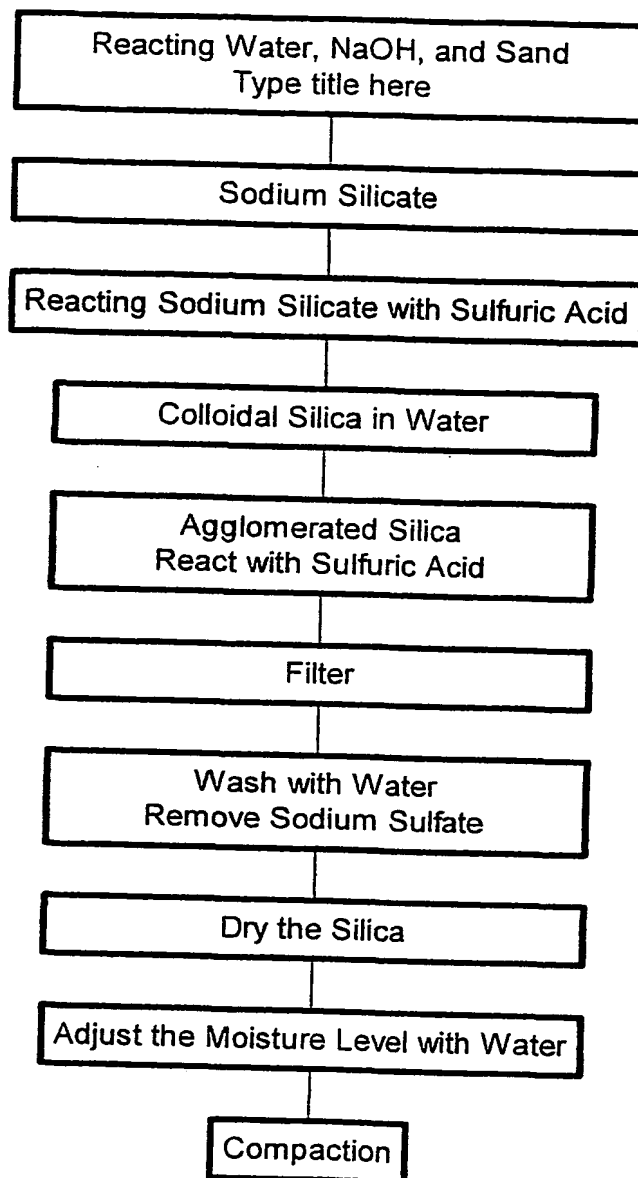 Reacting Water, NaOH, and Sand
Type title here
Sodium Silicate
Reacting Sodium Silicate with Sulfuric Acid
Colloidal Silica in Water
Agglomerated Silica
React with Sulfuric Acid
Filter
Wash with Water
Remove Sodium Sulfate
Dry the Silica
Adjust the Moisture Level with Water
Compaction